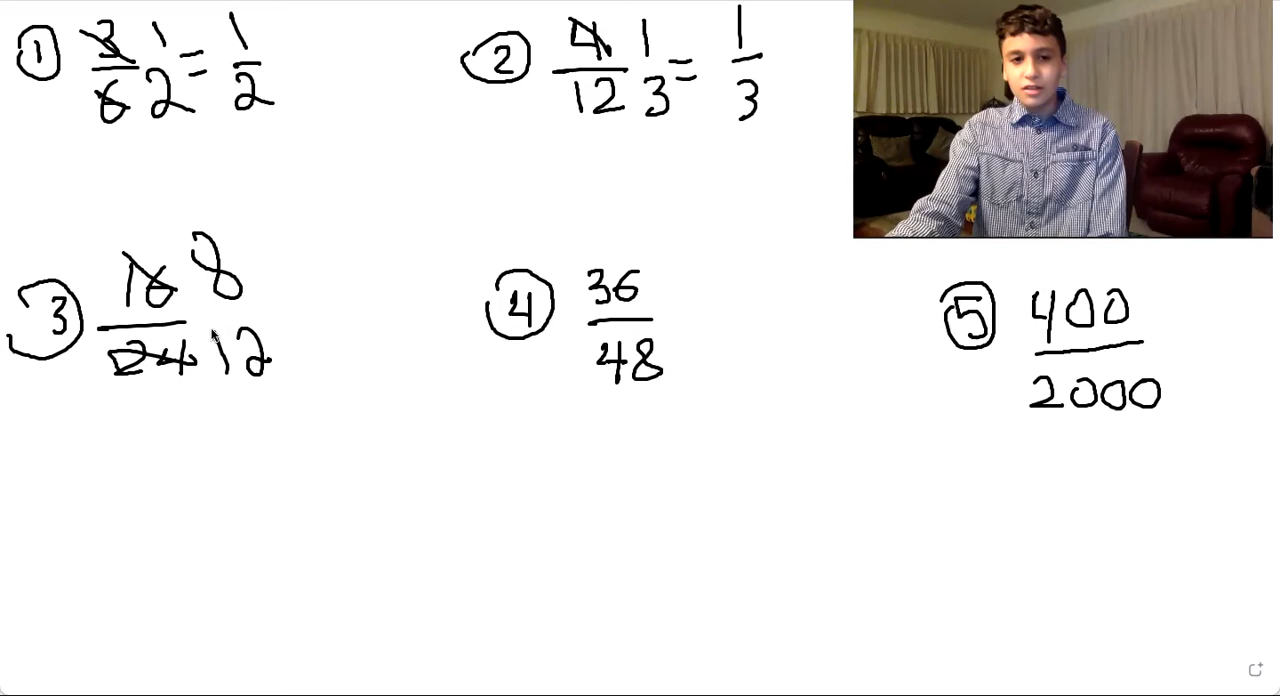 ① 3/6 1/2 = 1/2
② 4/12 1/3 = 1/3
③ 16/24 8/12
④ 36/48
⑤ 400/2000